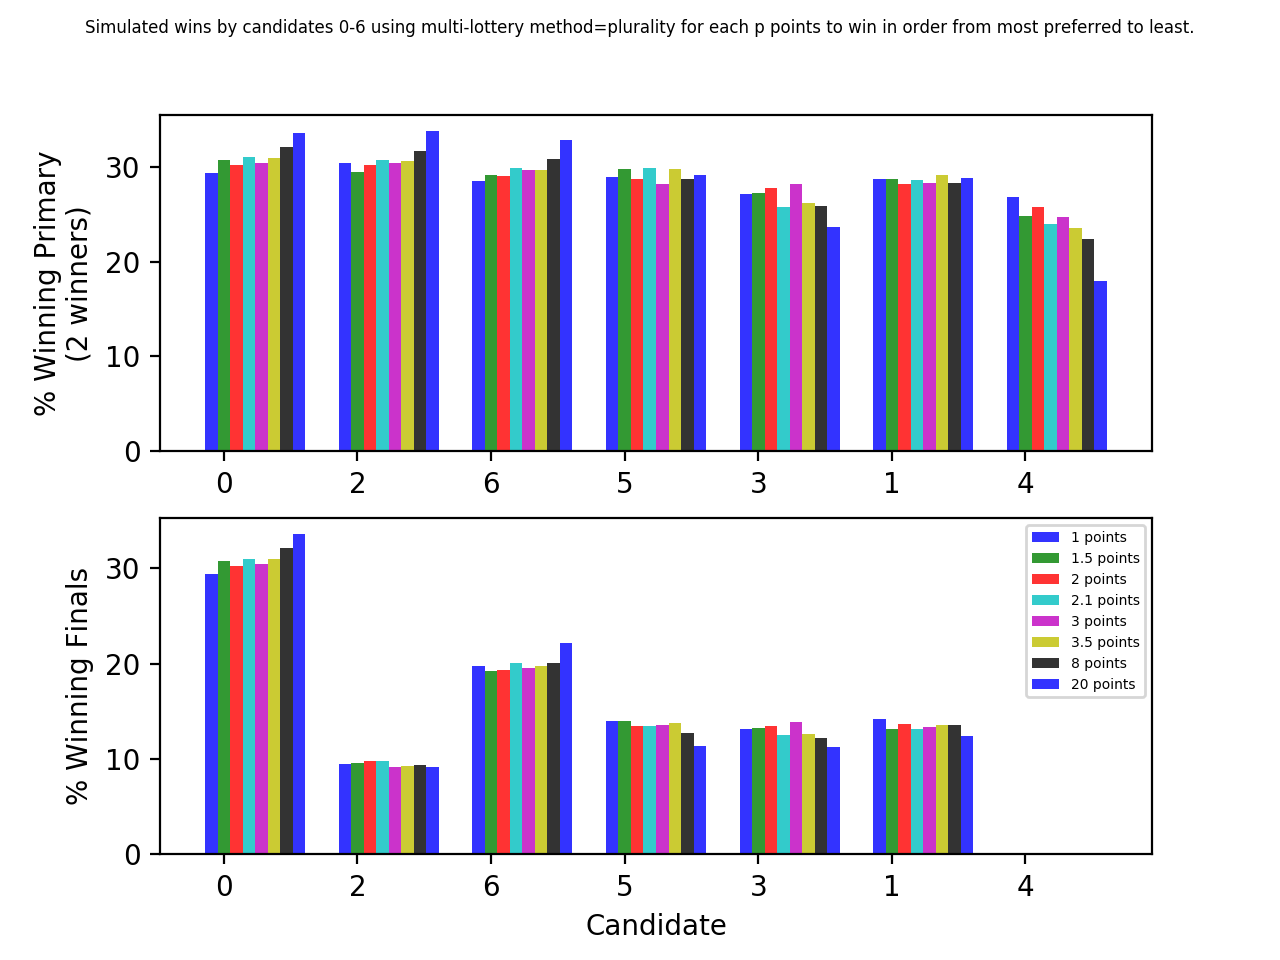 Simulated wins by candidates 0-6 using multi-lottery method=plurality for each p points to win in order from most preferred to least.
% Winning Primary
(2 winners)
30
20
10
0
0 2 6 5 3 1 4
% Winning Finals
30
20
10
0
1 points
1.5 points
2 points
2.1 points
3 points
3.5 points
8 points
20 points
0 2 6 5 3 1 4
Candidate